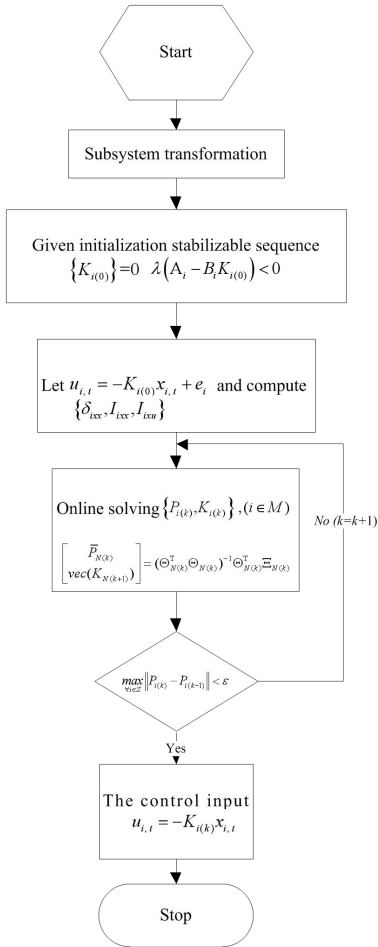 Start
Subsystem transformation
Given initialization stabilizable sequence
{K_{i(0)}}=0 λ(A_i − B_i K_{i(0)}) < 0
Let u_{i,t} = −K_{i(0)} x_{i,t} + e_i and compute
{δ_{ixx}, I_{ixx}, I_{ixu}}
Online solving {P_{i(k)}, K_{i(k)}}, (i ∈ M)
[P̅_{N(k)} vec(K_{N(k+1)})] = (Θ^T_{N(k)} Θ_{N(k)})^{−1} Θ^T_{N(k)} Ξ_{N(k)}
No (k=k+1)
max_{∀i∈Z} ‖P_{i(k)} − P_{i(k−1)}‖ < ε
Yes
The control input
u_{i,t} = −K_{i(k)} x_{i,t}
Stop